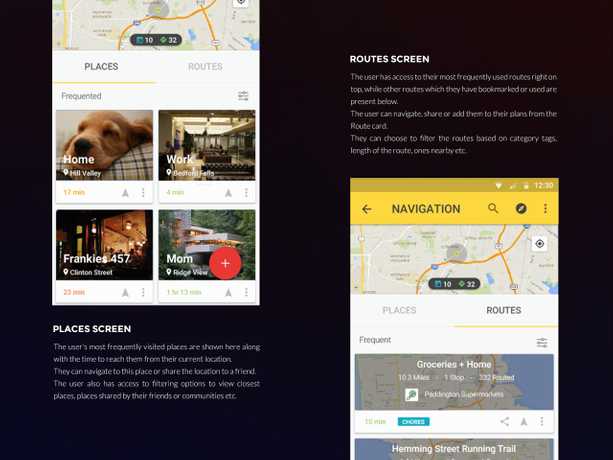 10 32
PLACES ROUTES
Frequented
Home
Hill Valley
17 min
Work
Bedford Falls
4 min
Frankies 457
Clinton Street
23 min
Mom
Ridge View
1 hr 13 min
PLACES SCREEN
The user's most frequently visited places are shown here along
with the time to reach them from their current location.
They can navigate to this place or share the location to a friend.
The user also has access to filtering options to view closest
places, places shared by their friends or communities etc.
ROUTES SCREEN
The user has access to their most frequently used routes right on
top, while other routes which they have bookmarked or used are
present below.
The user can navigate, share or add them to their plans from the
Route card.
They can choose to filter the routes based on category tags,
length of the route, ones nearby etc.
12:30
NAVIGATION
10 32
PLACES ROUTES
Frequent
Groceries + Home
10.3 Miles - 1 Stop - 332 Routed
Paddington Supermarkets
10 min CHORES
Hemming Street Running Trail